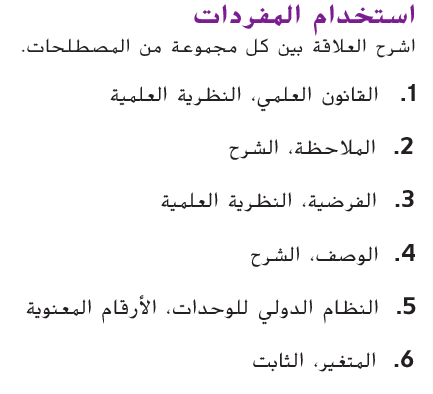 استخدام المفردات
اشرح العلاقة بين كل مجموعة من المصطلحات.
1. القانون العلمي، النظرية العلمية
2. الملاحظة، الشرح
3. الفرضية، النظرية العلمية
4. الوصف، الشرح
5. النظام الدولي للوحدات، الأرقام المعنوية
6. المتغير، الثابت